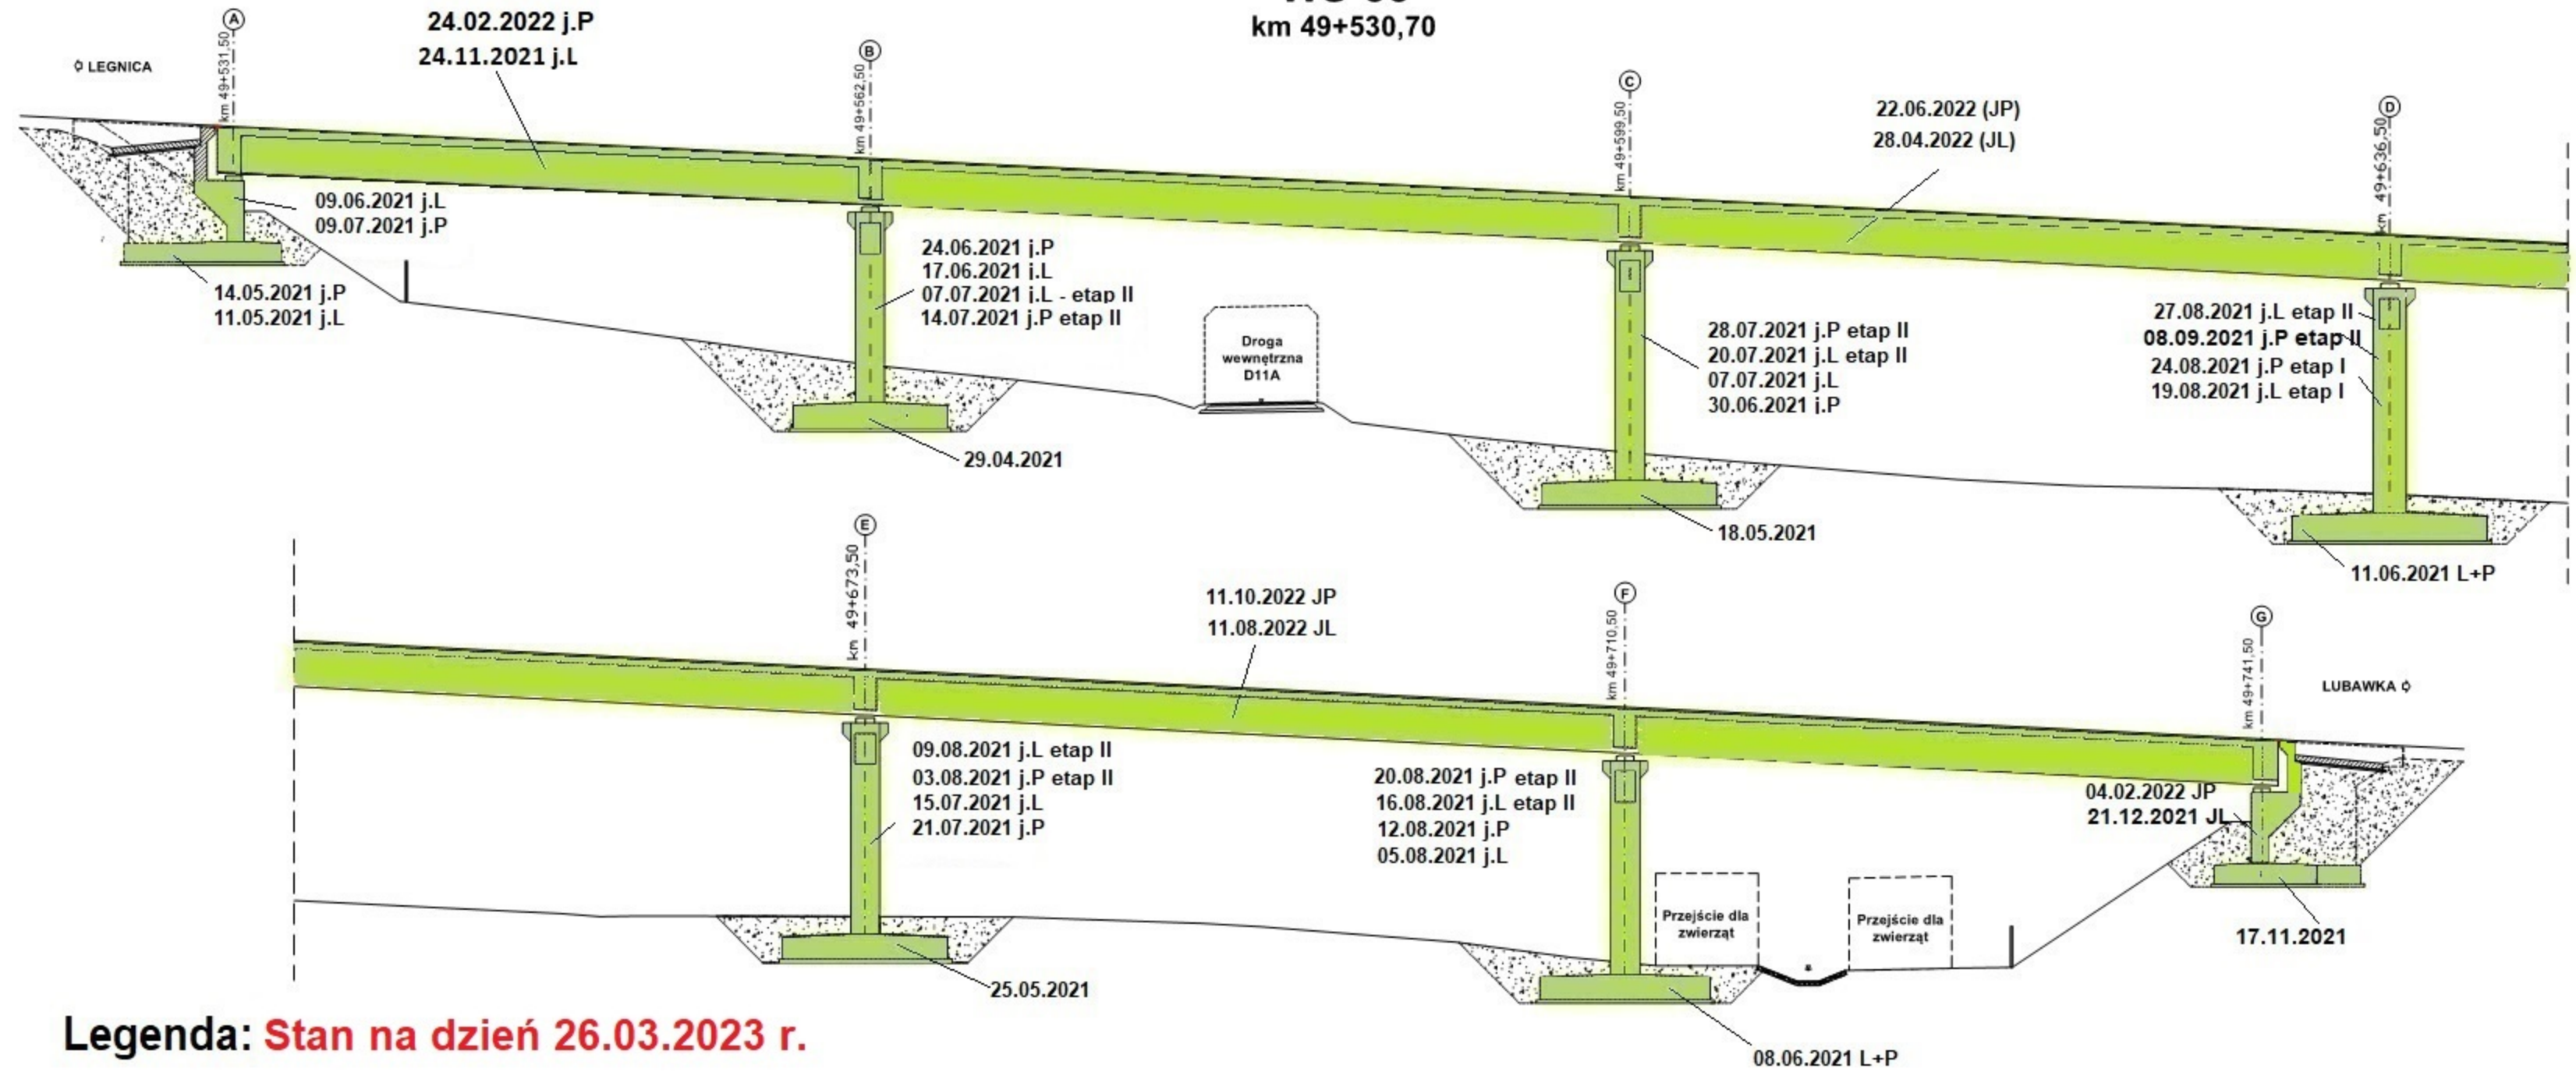 km 49+530,70
A
B
C
D
km 49+531,50
km 49+562,50
km 49+599,50
km 49+636,50
LEGNICA
24.02.2022 j.P
24.11.2021 j.L
22.06.2022 (JP)
28.04.2022 (JL)
09.06.2021 j.L
09.07.2021 j.P
14.05.2021 j.P
11.05.2021 j.L
24.06.2021 j.P
17.06.2021 j.L
07.07.2021 j.L - etap II
14.07.2021 j.P etap II
29.04.2021
Droga
wewnętrzna
D11A
28.07.2021 j.P etap II
20.07.2021 j.L etap II
07.07.2021 j.L
30.06.2021 j.P
18.05.2021
27.08.2021 j.L etap II
08.09.2021 j.P etap II
24.08.2021 j.P etap I
19.08.2021 j.L etap I
11.06.2021 L+P
E
F
G
km 49+673,50
km 49+710,50
km 49+741,50
11.10.2022 JP
11.08.2022 JL
LUBAWKA
09.08.2021 j.L etap II
03.08.2021 j.P etap II
15.07.2021 j.L
21.07.2021 j.P
25.05.2021
20.08.2021 j.P etap II
16.08.2021 j.L etap II
12.08.2021 j.P
05.08.2021 j.L
Przejście dla
zwierząt
Przejście dla
zwierząt
08.06.2021 L+P
04.02.2022 JP
21.12.2021 JL
17.11.2021
Legenda: Stan na dzień 26.03.2023 r.